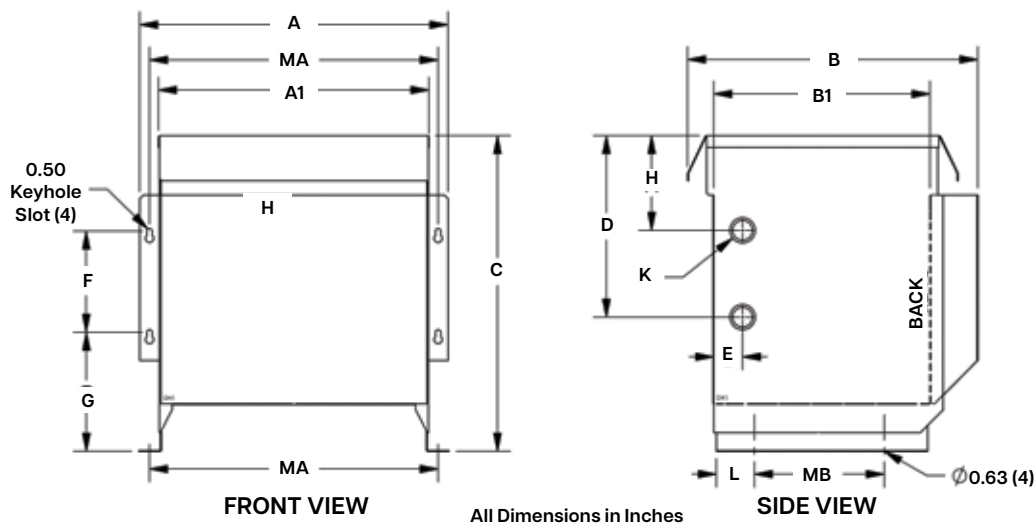 A
MA
A1
0.50
Keyhole
Slot (4)
H
F
C
G
MA
FRONT VIEW
B
B1
H
D
K
BACK
E
L
MB
Ø0.63 (4)
SIDE VIEW
All Dimensions in Inches